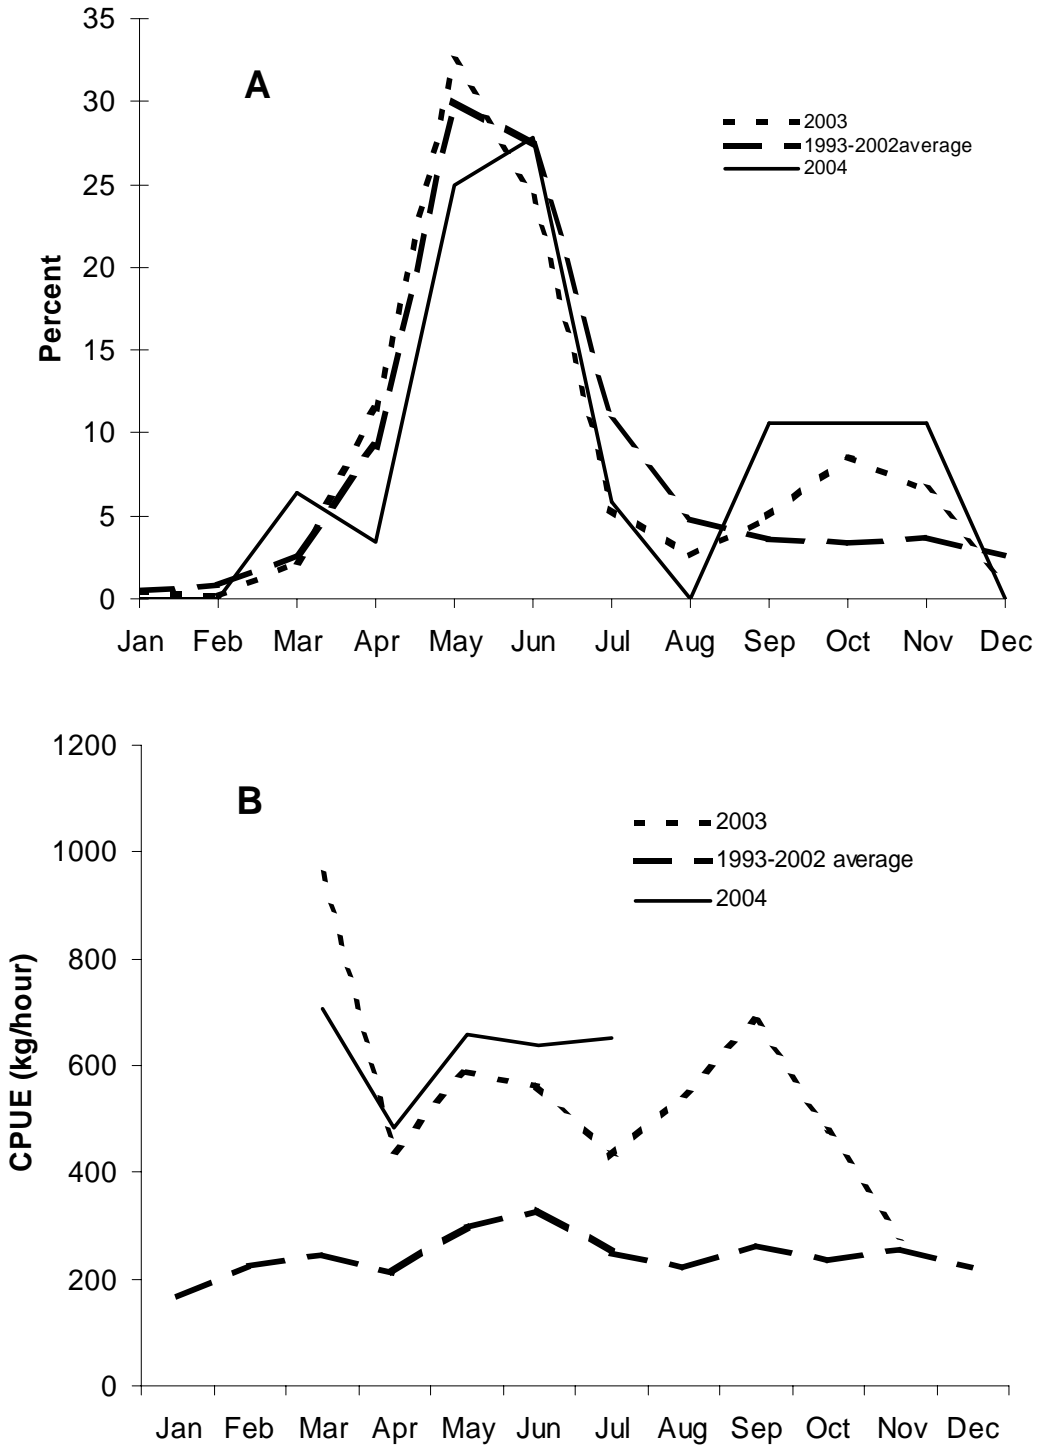 35
A
30
2003
1993-2002average
2004
25
20
Percent
15
10
5
0
Jan Feb Mar Apr May Jun Jul Aug Sep Oct Nov Dec
1200
B
2003
1000
1993-2002 average
2004
800
CPUE (kg/hour)
600
400
200
0
Jan Feb Mar Apr May Jun Jul Aug Sep Oct Nov Dec